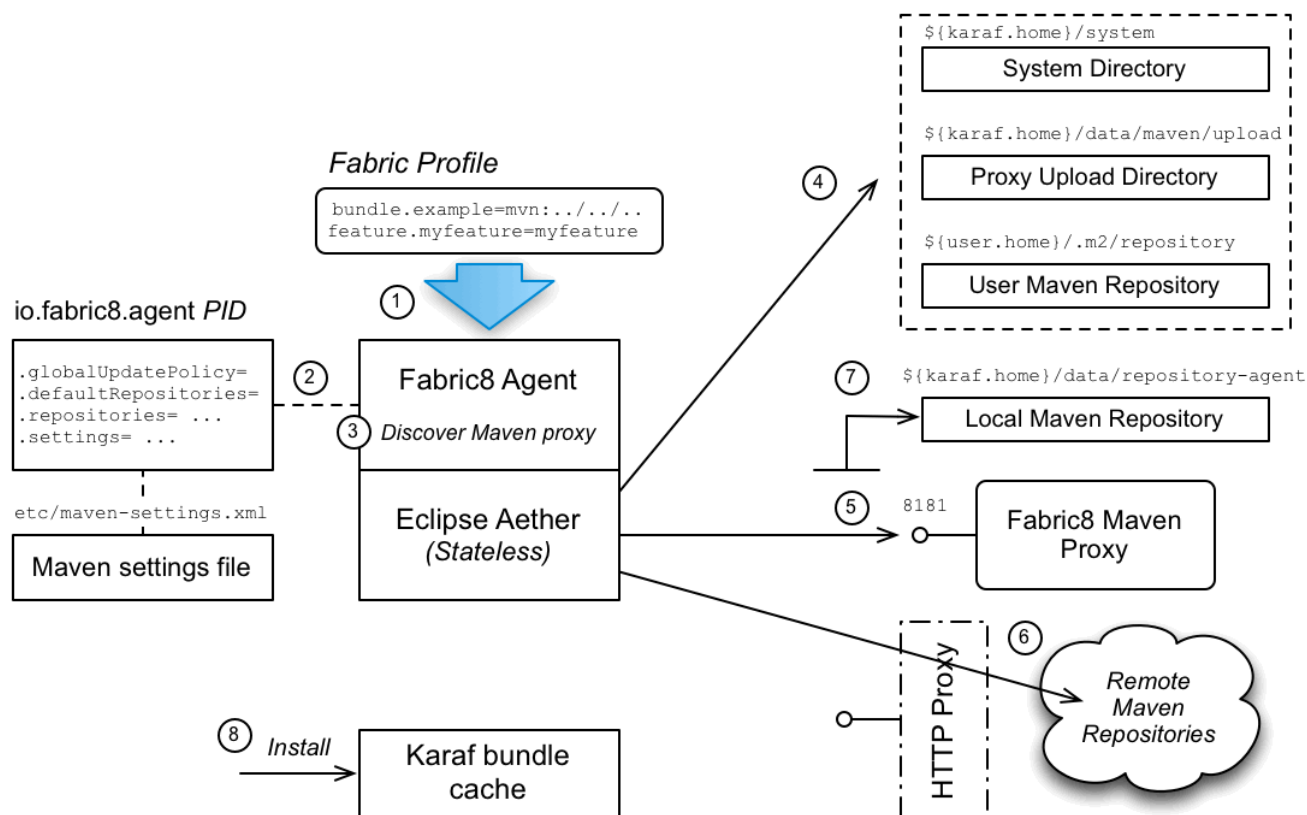 ${karaf.home}/system
System Directory
${karaf.home}/data/maven/upload
Proxy Upload Directory
${user.home}/.m2/repository
User Maven Repository
4
Fabric Profile
bundle.example=mvn:../../..
feature.myfeature=myfeature
1
io.fabric8.agent PID
.globalUpdatePolicy=
.defaultRepositories=
.repositories= ...
.settings= ...
2
Fabric8 Agent
3
Discover Maven proxy
7
${karaf.home}/data/repository-agent
Local Maven Repository
etc/maven-settings.xml
Maven settings file
Eclipse Aether
(Stateless)
5
8181
Fabric8 Maven
Proxy
6
HTTP Proxy
Remote
Maven
Repositories
8
Install
Karaf bundle
cache